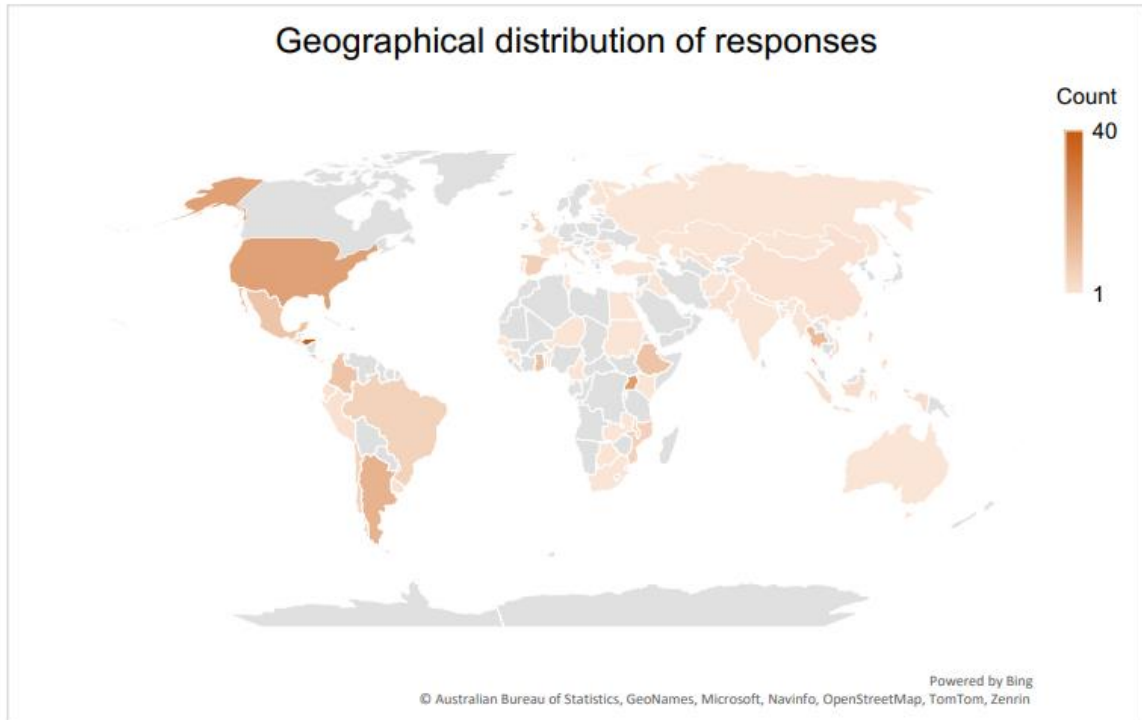 Geographical distribution of responses
Count
40
1
Powered by Bing
© Australian Bureau of Statistics, GeoNames, Microsoft, Navinfo, OpenStreetMap, TomTom, Zenrin